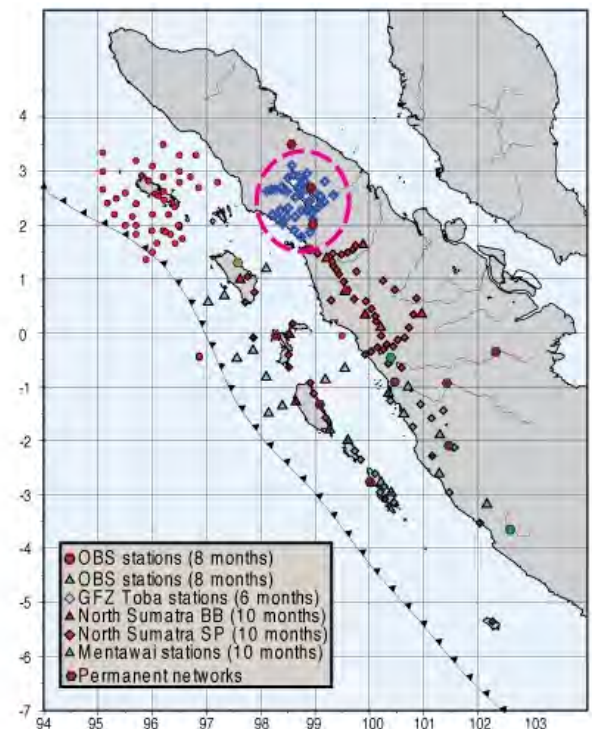 4
3
2
1
0
-1
-2
-3
-4
-5
-6
-7
OBS stations (8 months)
OBS stations (8 months)
GFZ Toba stations (6 months)
North Sumatra BB (10 months)
North Sumatra SP (10 months)
Mentawai stations (10 months)
Permanent networks
94 95 96 97 98 99 100 101 102 103